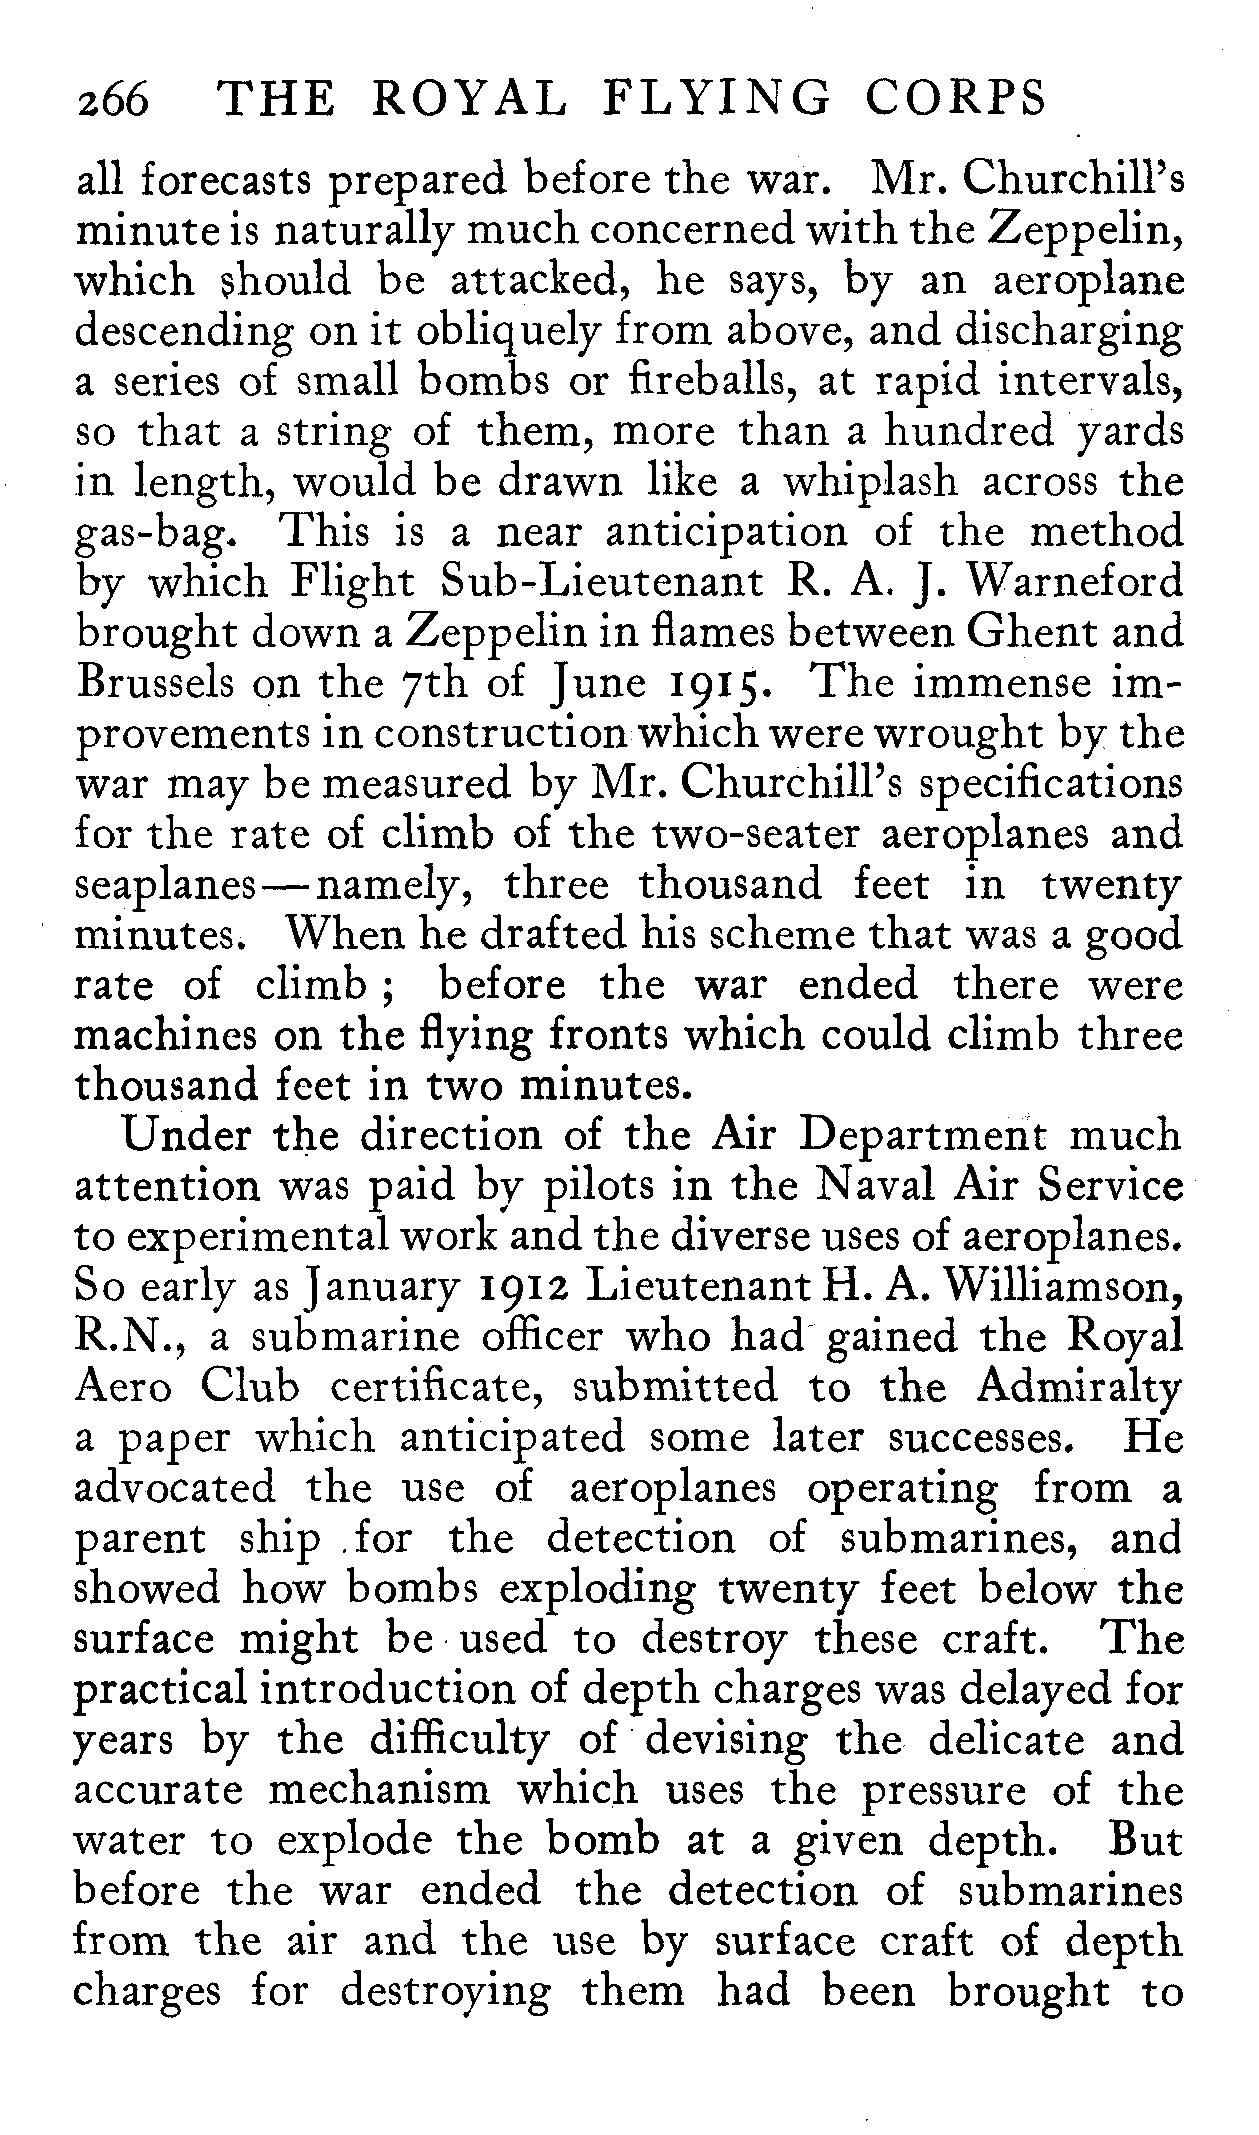 266 THE ROYAL FLYING CORPS
all forecasts prepared before the war. Mr. Churchill's
minute is naturally much concerned with the Zeppelin,
which should be attacked, he says, by an aeroplane
descending on it obliquely from above, and discharging
a series of small bombs or fireballs, at rapid intervals,
so that a string of them, more than a hundred yards
in length, would be drawn like a whiplash across the
gas-bag. This is a near anticipation of the method
by which Flight Sub-Lieutenant R. A. J. Warneford
brought down a Zeppelin in flames between Ghent and
Brussels on the 7th of June 1915. The immense im-
provements in construction which were wrought by the
war may be measured by Mr. Churchill's specifications
for the rate of climb of the two-seater aeroplanes and
seaplanes—namely, three thousand feet in twenty
minutes. When he drafted his scheme that was a good
rate of climb ; before the war ended there were
machines on the flying fronts which could climb three
thousand feet in two minutes.
Under the direction of the Air Department much
attention was paid by pilots in the Naval Air Service
to experimental work and the diverse uses of aeroplanes.
So early as January 1912 Lieutenant H. A. Williamson,
R.N., a submarine officer who had gained the Royal
Aero Club certificate, submitted to the Admiralty
a paper which anticipated some later successes. He
advocated the use of aeroplanes operating from a
parent ship for the detection of submarines, and
showed how bombs exploding twenty feet below the
surface might be used to destroy these craft. The
practical introduction of depth charges was delayed for
years by the difficulty of devising the delicate and
accurate mechanism which uses the pressure of the
water to explode the bomb at a given depth. But
before the war ended the detection of submarines
from the air and the use by surface craft of depth
charges for destroying them had been brought to